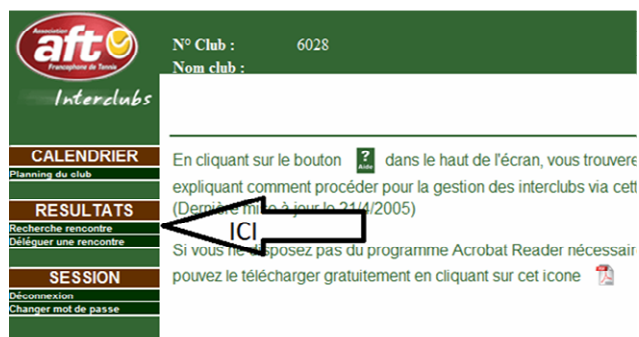 Association
aft
Francophone de Tennis
Interclubs
N° Club : 6028
Nom club :
CALENDRIER
Planning du club
RESULTATS
Recherche rencontre
Déléguer une rencontre
SESSION
Déconnexion
Changer mot de passe
En cliquant sur le bouton ? Aide dans le haut de l'écran, vous trouvere
expliquant comment procéder pour la gestion des interclubs via cett
(Dernière mise à jour le 21/4/2005)
ICI
Si vous ne disposez pas du programme Acrobat Reader nécessair
pouvez le télécharger gratuitement en cliquant sur cet icone